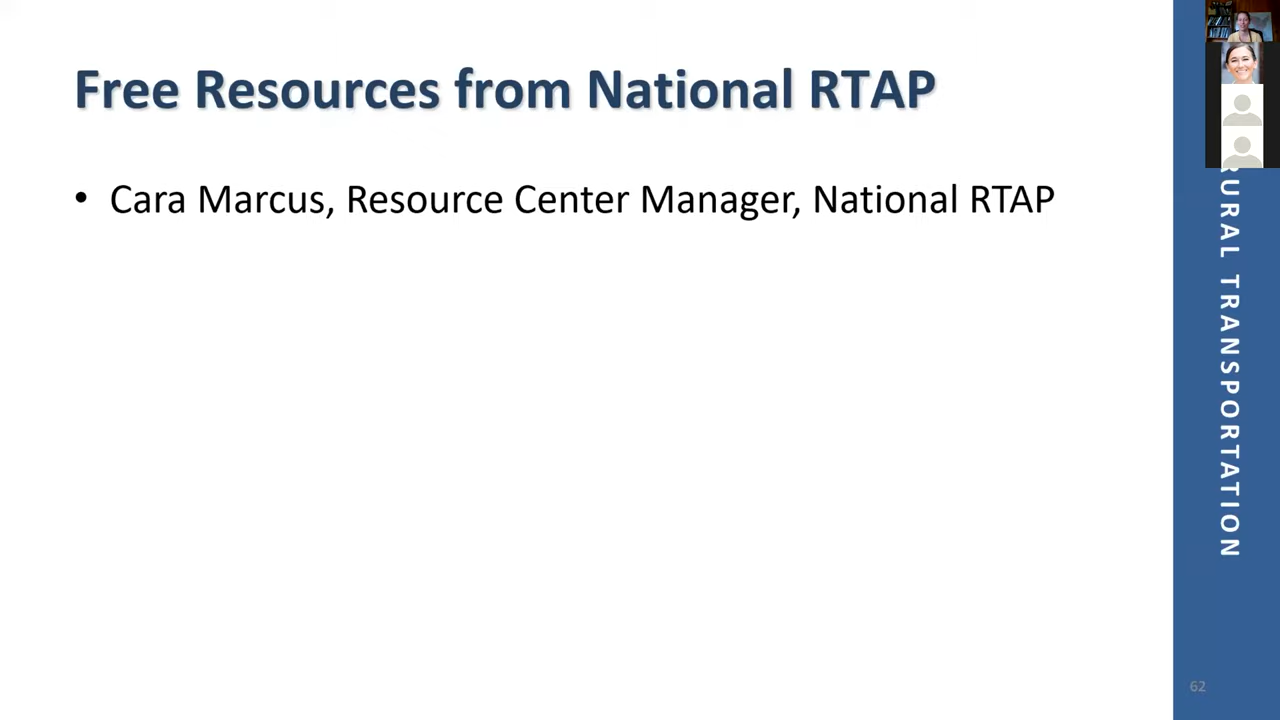 Free Resources from National RTAP
• Cara Marcus, Resource Center Manager, National RTAP
RURAL TRANSPORTATION
62